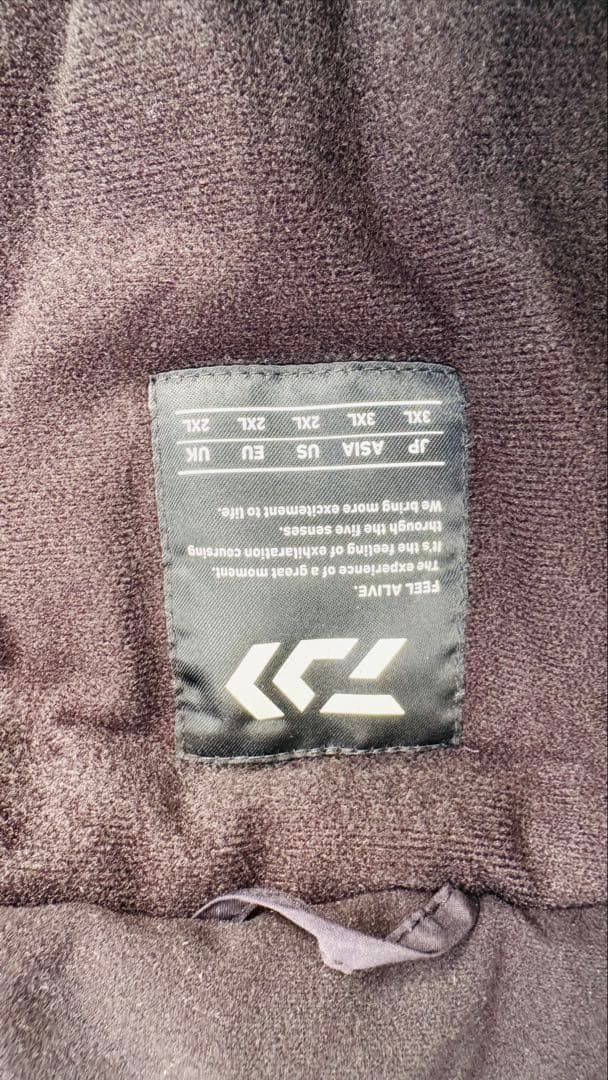 FEEL ALIVE.
The experience of a great moment.
It's the feeling of exhilaration coursing
through the five senses.
We bring more excitement to life.
JP ASIA US EU UK
3XL 3XL 2XL 2XL 2XL